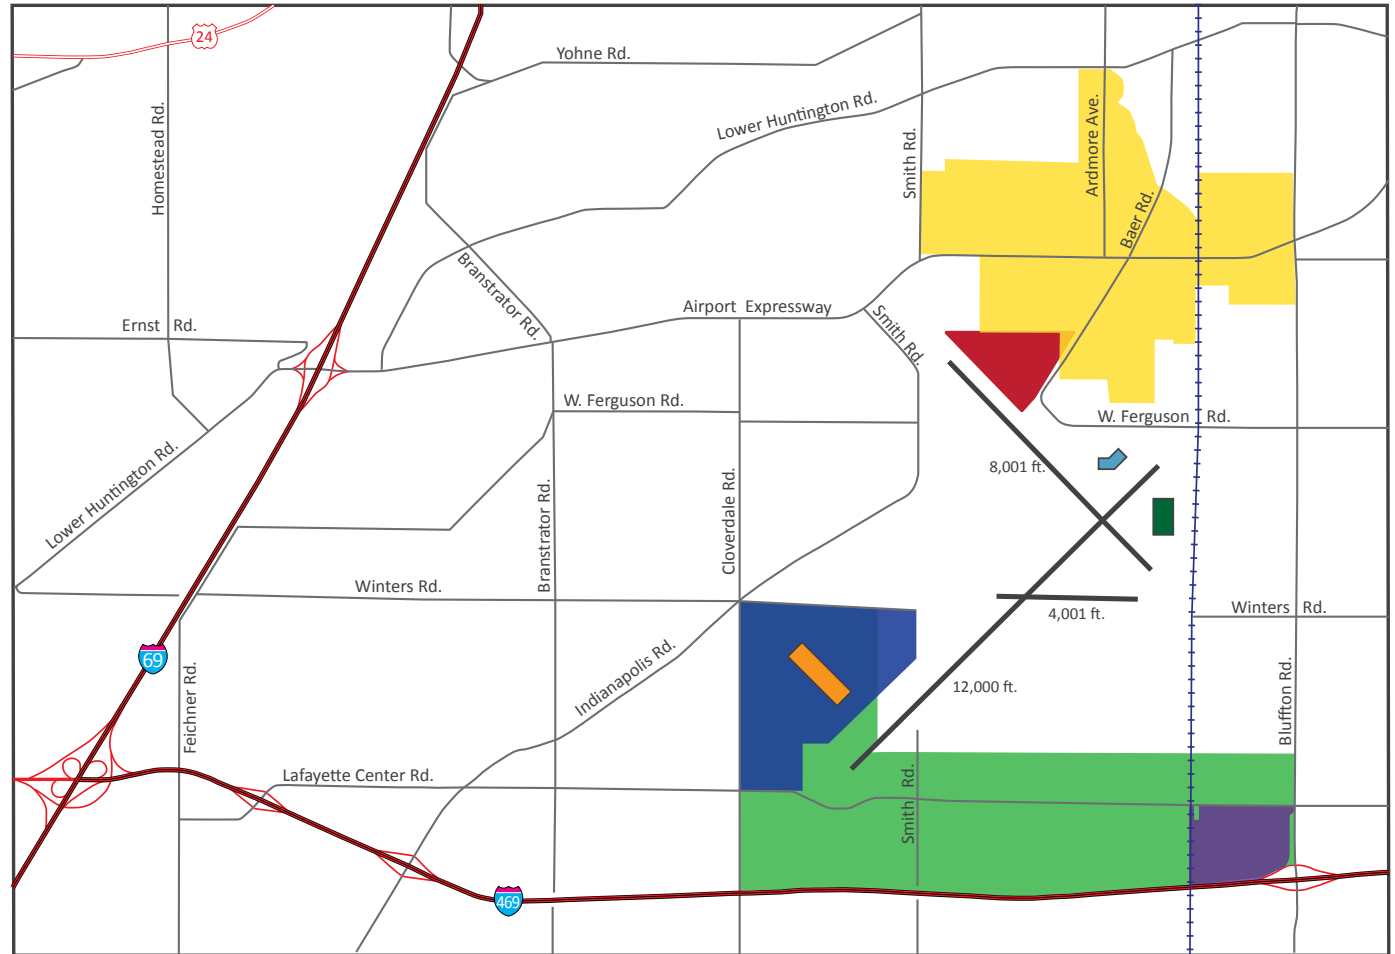 24
Yohne Rd.
Homestead Rd.
Lower Huntington Rd.
Smith Rd.
Ardmore Ave.
Baer Rd.
Branstrator Rd.
Airport Expressway
Smith Rd.
Ernst Rd.
W. Ferguson Rd.
W. Ferguson Rd.
Lower Huntington Rd.
8,001 ft.
Branstrator Rd.
Cloverdale Rd.
Winters Rd.
4,001 ft.
Winters Rd.
69
Feichner Rd.
Indianapolis Rd.
12,000 ft.
Bluffton Rd.
Lafayette Center Rd.
Smith Rd.
469